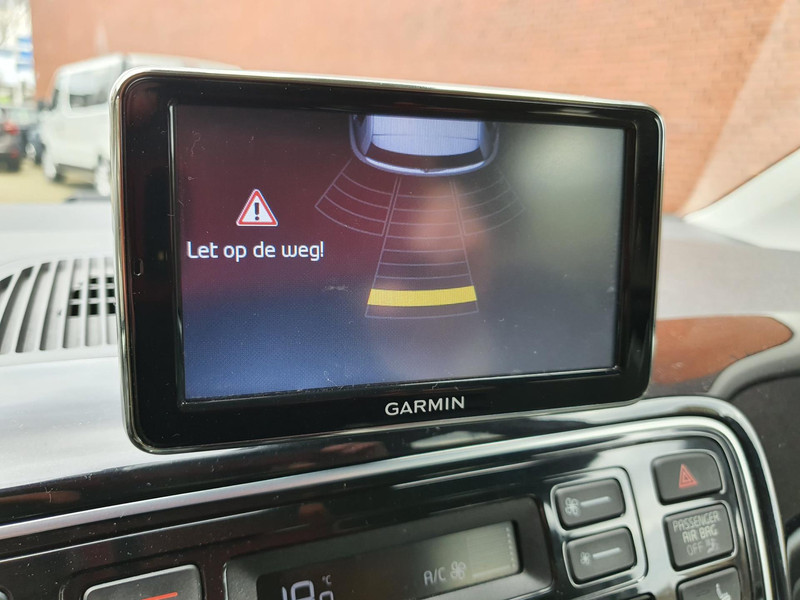 !
Let op de weg!
GARMIN
PASSENGER
AIR BAG
OFF
°C
A/C